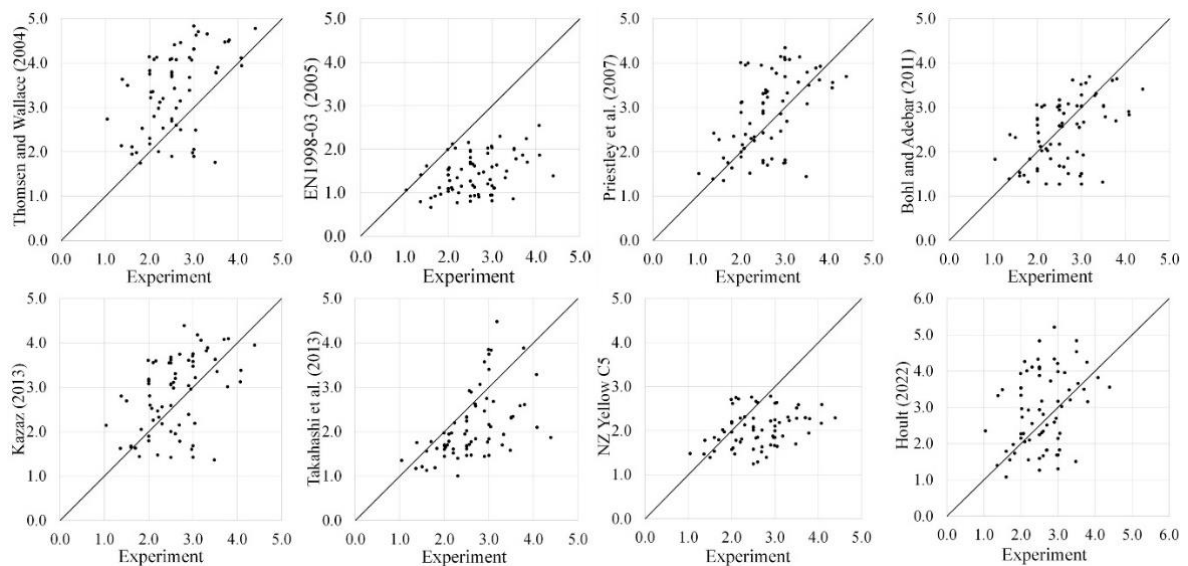 Thomsen and Wallace (2004)
5.0
4.0
3.0
2.0
1.0
0.0
0.0 1.0 2.0 3.0 4.0 5.0
Experiment
EN1998-03 (2005)
5.0
4.0
3.0
2.0
1.0
0.0
0.0 1.0 2.0 3.0 4.0 5.0
Experiment
Priestley et al. (2007)
5.0
4.0
3.0
2.0
1.0
0.0
0.0 1.0 2.0 3.0 4.0 5.0
Experiment
Bohl and Adebar (2011)
5.0
4.0
3.0
2.0
1.0
0.0
0.0 1.0 2.0 3.0 4.0 5.0
Experiment
Kazaz (2013)
5.0
4.0
3.0
2.0
1.0
0.0
0.0 1.0 2.0 3.0 4.0 5.0
Experiment
Takahashi et al. (2013)
5.0
4.0
3.0
2.0
1.0
0.0
0.0 1.0 2.0 3.0 4.0 5.0
Experiment
NZ Yellow C5
5.0
4.0
3.0
2.0
1.0
0.0
0.0 1.0 2.0 3.0 4.0 5.0
Experiment
Hoult (2022)
6.0
5.0
4.0
3.0
2.0
1.0
0.0
0.0 1.0 2.0 3.0 4.0 5.0 6.0
Experiment